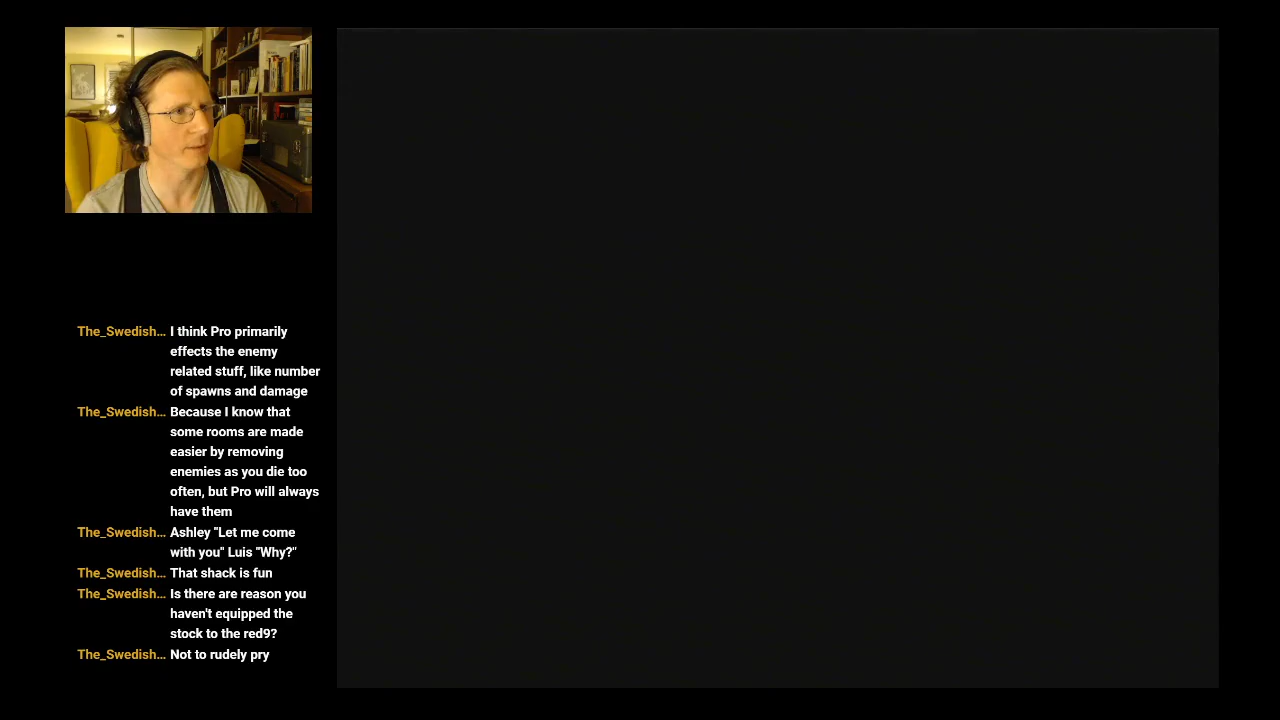 The_Swedish... I think Pro primarily
effects the enemy
related stuff, like number
of spawns and damage
The_Swedish... Because I know that
some rooms are made
easier by removing
enemies as you die too
often, but Pro will always
have them
The_Swedish... Ashley "Let me come
with you" Luis "Why?"
The_Swedish... That shack is fun
The_Swedish... Is there are reason you
haven't equipped the
stock to the red9?
The_Swedish... Not to rudely pry